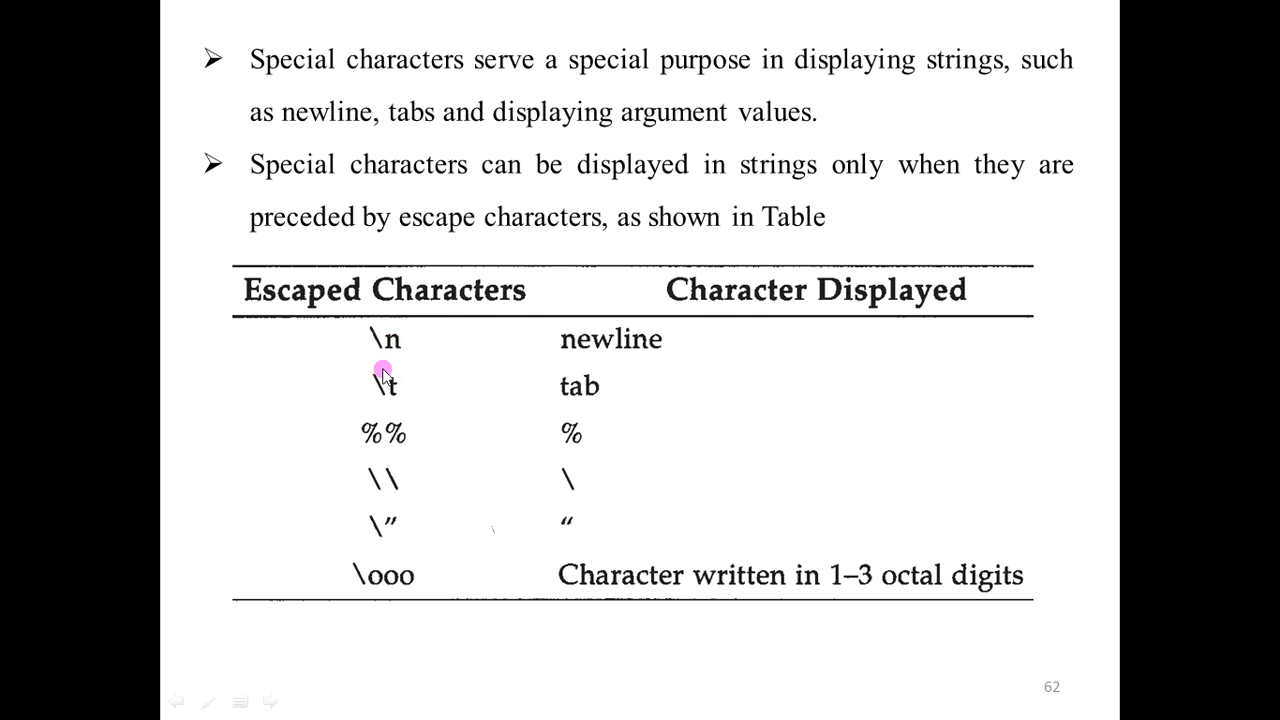 ➢ Special characters serve a special purpose in displaying strings, such
as newline, tabs and displaying argument values.
➢ Special characters can be displayed in strings only when they are
preceded by escape characters, as shown in Table
Escaped Characters Character Displayed
\n newline
\t tab
%% %
\\ \
\” “
\ooo Character written in 1–3 octal digits
62